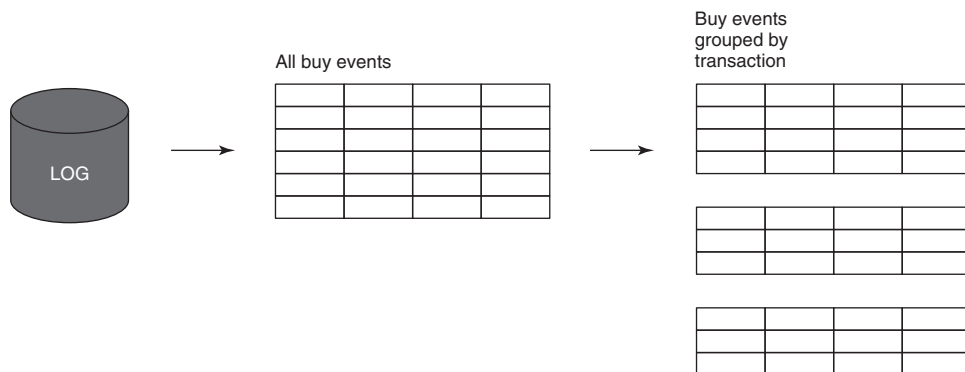 LOG
All buy events
Buy events
grouped by
transaction